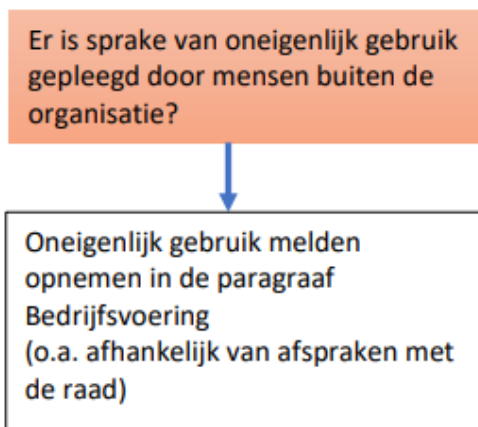 Er is sprake van oneigenlijk gebruik
gepleegd door mensen buiten de
organisatie?
Oneigenlijk gebruik melden
opnemen in de paragraaf
Bedrijfsvoering
(o.a. afhankelijk van afspraken met
de raad)